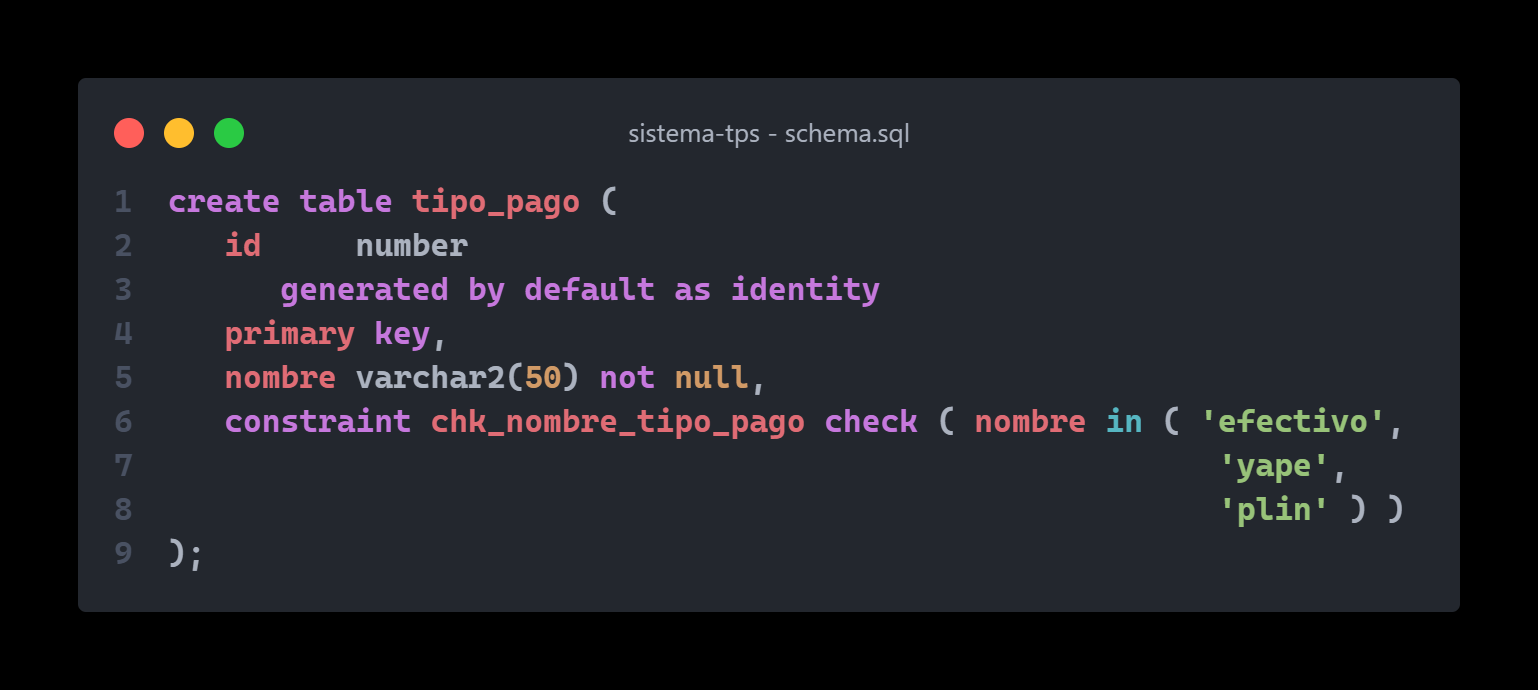 sistema-tps - schema.sql
1 create table tipo_pago (
2    id     number
3       generated by default as identity
4    primary key,
5    nombre varchar2(50) not null,
6    constraint chk_nombre_tipo_pago check ( nombre in ( 'efectivo',
7                                                         'yape',
8                                                         'plin' ) )
9 );